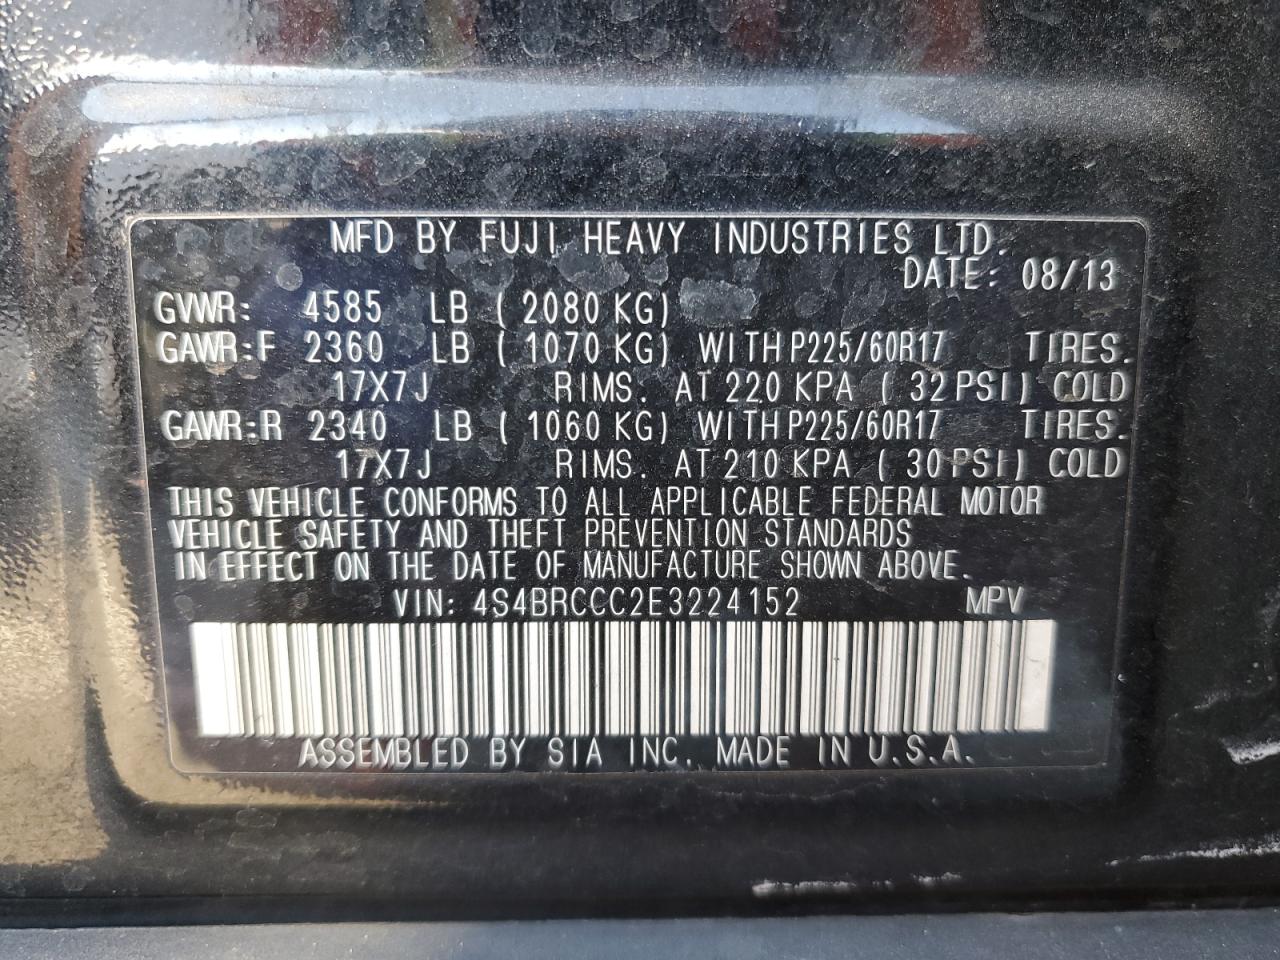 MFD BY FUJI HEAVY INDUSTRIES LTD.
DATE: 08/13
GVWR: 4585 LB (2080 KG)
GAWR:F 2360 LB (1070 KG) WITH P225/60R17 TIRES.
17X7J RIMS. AT 220 KPA (32 PSI) COLD
GAWR:R 2340 LB (1060 KG) WITH P225/60R17 TIRES.
17X7J RIMS. AT 210 KPA (30 PSI) COLD
THIS VEHICLE CONFORMS TO ALL APPLICABLE FEDERAL MOTOR
VEHICLE SAFETY AND THEFT PREVENTION STANDARDS
IN EFFECT ON THE DATE OF MANUFACTURE SHOWN ABOVE.
VIN: 4S4BRCCC2E3224152 MPV
ASSEMBLED BY SIA INC. MADE IN U.S.A.